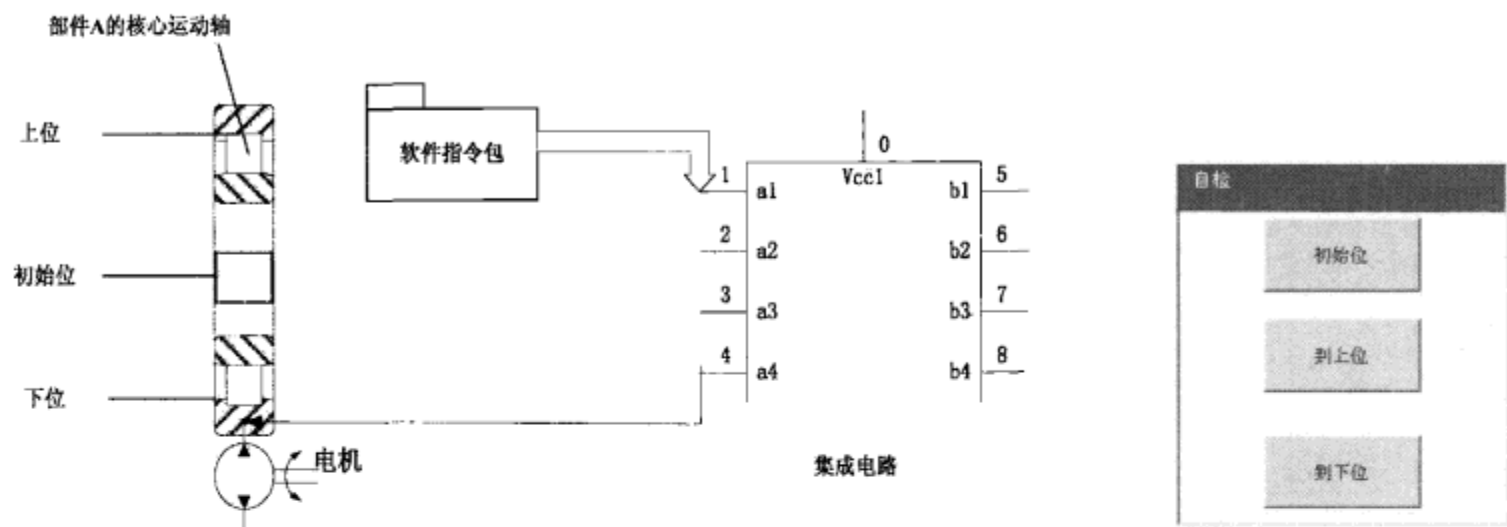 部件A的核心运动轴
上位
初始位
下位
电机
软件指令包
0
Vcc1
1
a1
2
a2
3
a3
4
a4
5
b1
6
b2
7
b3
8
b4
集成电路
自检
初始位
到上位
到下位